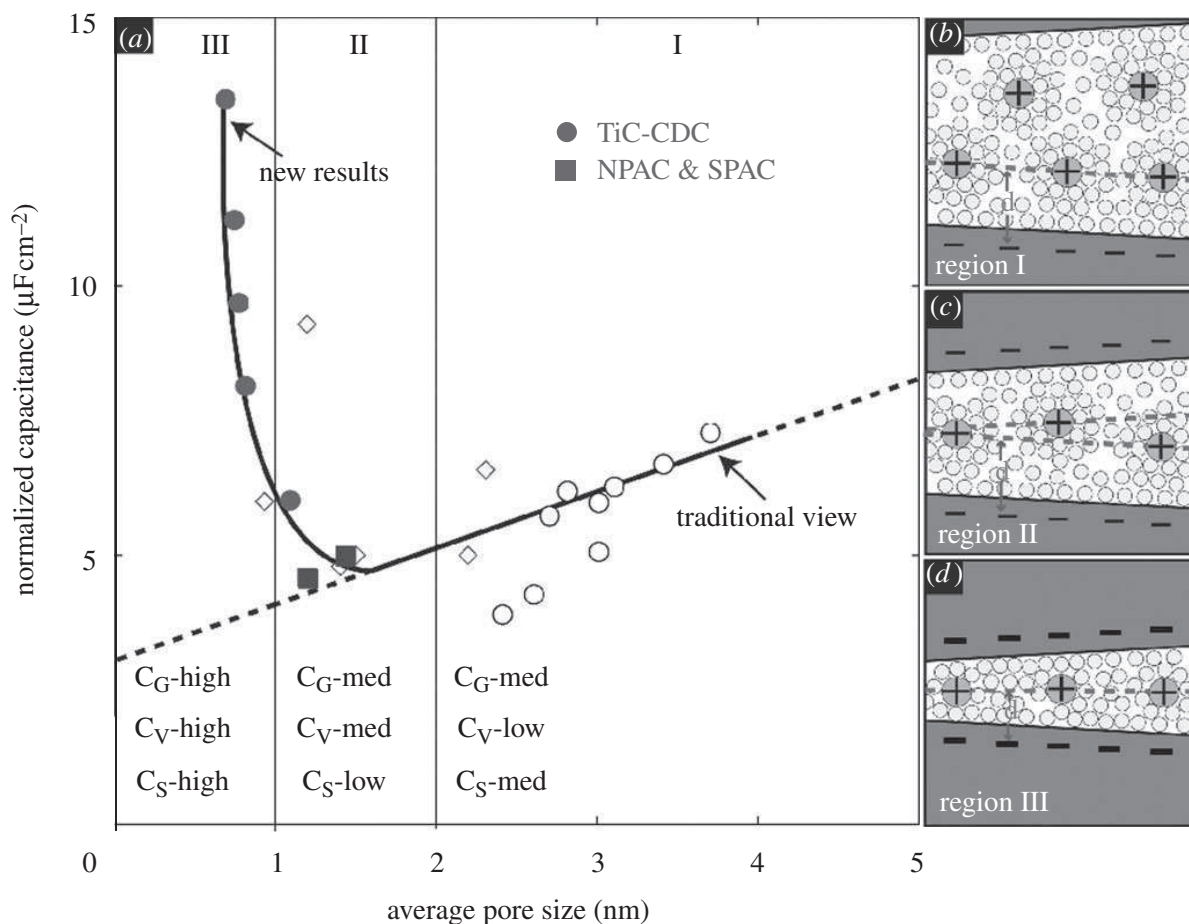 (a)
III
II
I
15
10
5
0
1
2
3
4
5
normalized capacitance (µFcm⁻²)
average pore size (nm)
new results
TiC-CDC
NPAC & SPAC
traditional view
C_G-high
C_V-high
C_S-high
C_G-med
C_V-med
C_S-low
C_G-med
C_V-low
C_S-med
(b)
+ +
+ + +
d
– – – – –
region I
(c)
– – – – –
+ + +
d
– – – – –
region II
(d)
– – – – –
+ + +
d
– – – – –
region III